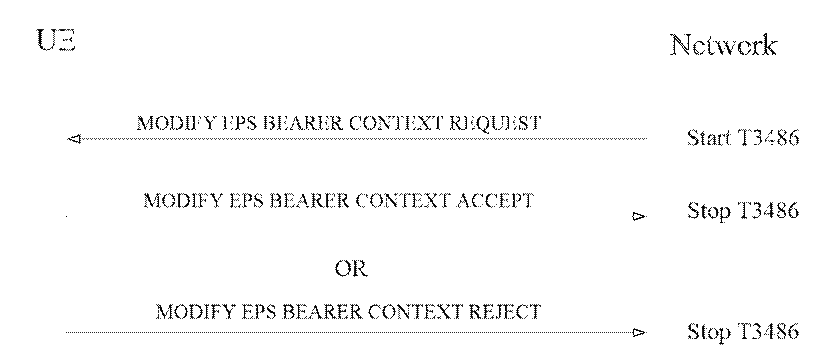 UE
Network
MODIFY EPS BEARER CONTEXT REQUEST
Start T3486
MODIFY EPS BEARER CONTEXT ACCEPT
Stop T3486
OR
MODIFY EPS BEARER CONTEXT REJECT
Stop T3486